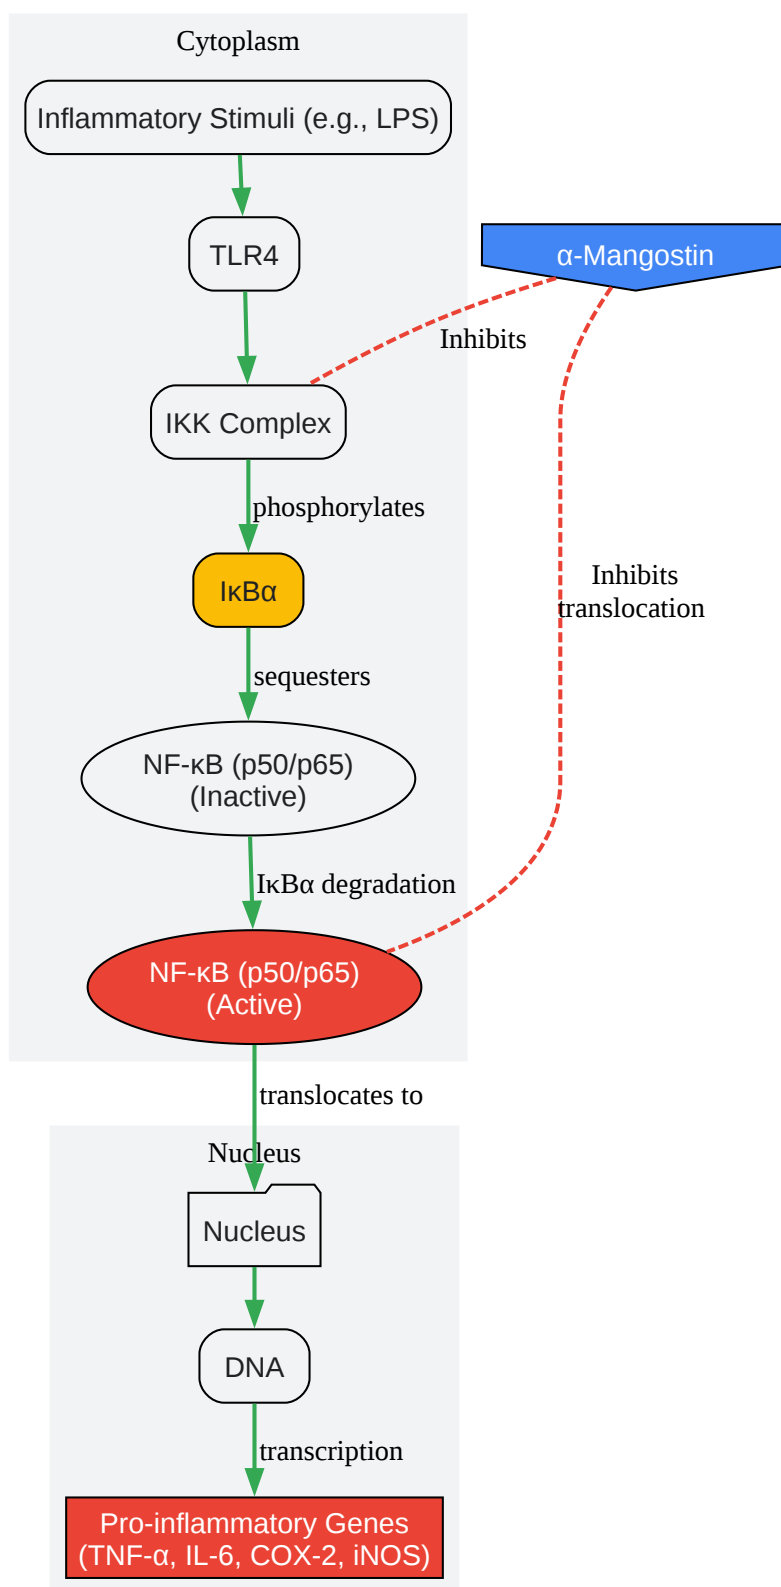 Cytoplasm
Inflammatory Stimuli (e.g., LPS)
TLR4
α-Mangostin
Inhibits
IKK Complex
phosphorylates
IκBα
Inhibits
translocation
sequesters
NF-κB (p50/p65)
(Inactive)
IκBα degradation
NF-κB (p50/p65)
(Active)
translocates to
Nucleus
Nucleus
DNA
transcription
Pro-inflammatory Genes
(TNF-α, IL-6, COX-2, iNOS)